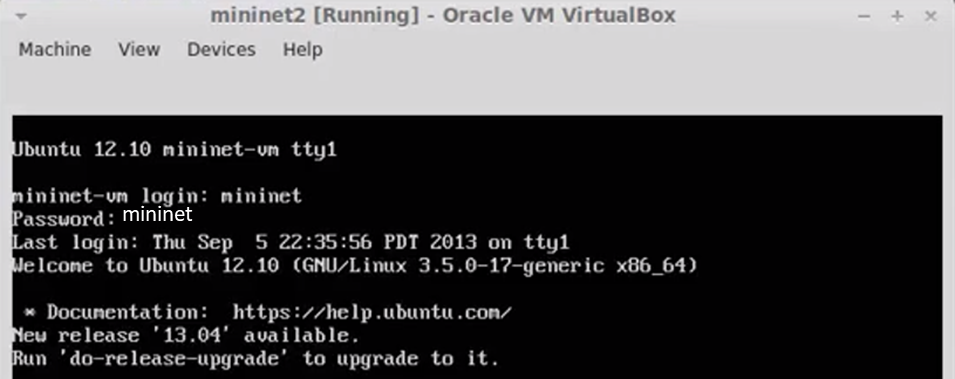 mininet2 [Running] - Oracle VM VirtualBox
Machine View Devices Help
Ubuntu 12.10 mininet-vm tty1
mininet-vm login: mininet
Password: mininet
Last login: Thu Sep  5 22:35:56 PDT 2013 on tty1
Welcome to Ubuntu 12.10 (GNU/Linux 3.5.0-17-generic x86_64)
* Documentation:  https://help.ubuntu.com/
New release '13.04' available.
Run 'do-release-upgrade' to upgrade to it.